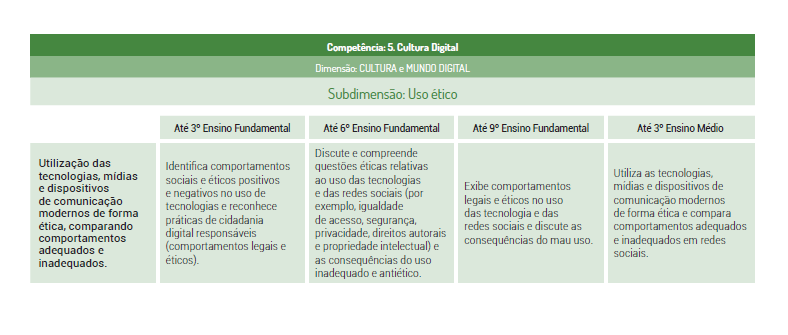 Competência: 5. Cultura Digital
Dimensão: CULTURA e MUNDO DIGITAL
Subdimensão: Uso ético
Até 3º Ensino Fundamental
Até 6º Ensino Fundamental
Até 9º Ensino Fundamental
Até 3º Ensino Médio
Utilização das
tecnologias, mídias
e dispositivos
de comunicação
modernos de forma
ética, comparando
comportamentos
adequados e
inadequados.
Identifica comportamentos
sociais e éticos positivos
e negativos no uso de
tecnologias e reconhece
práticas de cidadania
digital responsáveis
(comportamentos legais e
éticos).
Discute e compreende
questões éticas relativas
ao uso das tecnologias
e das redes sociais (por
exemplo, igualdade
de acesso, segurança,
privacidade, direitos autorais
e propriedade intelectual) e
as consequências do uso
inadequado e antiético.
Exibe comportamentos
legais e éticos no uso
das tecnologia e das
redes sociais e discute as
consequências do mau uso.
Utiliza as tecnologias,
mídias e dispositivos de
comunicação modernos
de forma ética e compara
comportamentos adequados
e inadequados em redes
sociais.